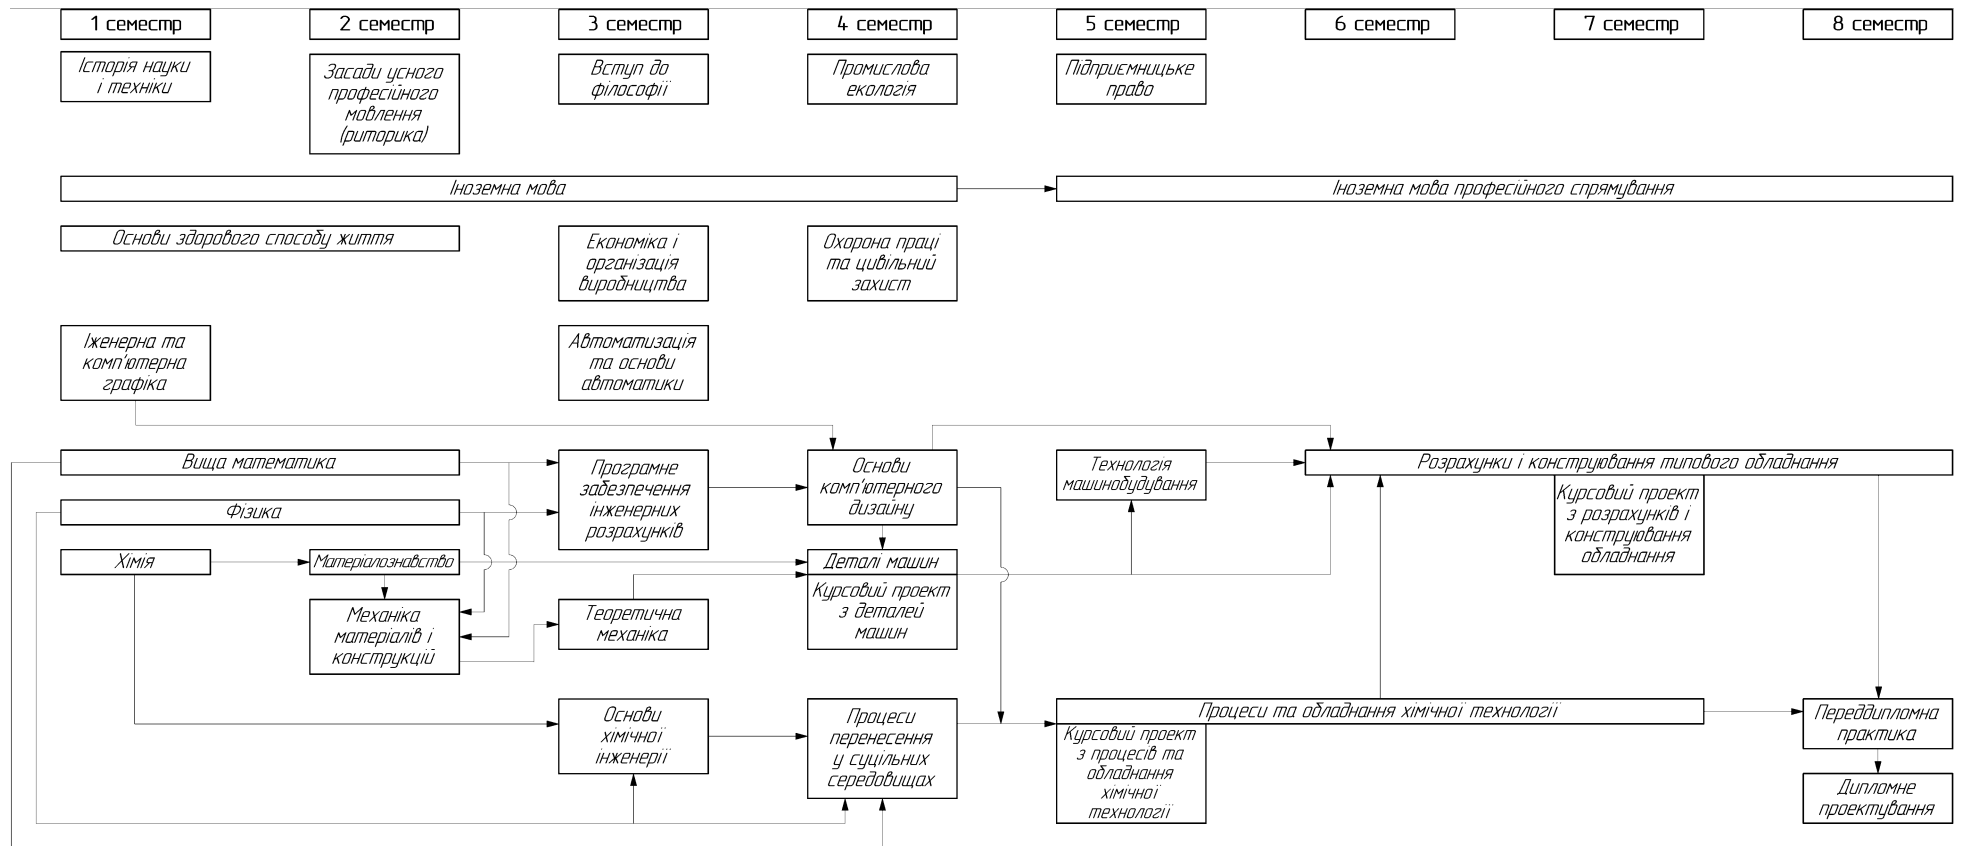 1 семестр
2 семестр
3 семестр
4 семестр
5 семестр
6 семестр
7 семестр
8 семестр
Історія науки
і техніки
Засади усного
професійного
мовлення
(риторика)
Вступ до
філософії
Промислова
екологія
Підприємницьке
право
Іноземна мова
Іноземна мова професійного спрямування
Основи здорового способу життя
Економіка і
організація
виробництва
Охорона праці
та цивільний
захист
Іженерна та
комп'ютерна
графіка
Автоматизація
та основи
автоматики
Вища математика
Програмне
забезпечення
інженерних
розрахунків
Основи
комп'ютерного
дизайну
Технологія
машинобудування
Розрахунки і конструювання типового обладнання
Курсовий проект
з розрахунків і
конструювання
обладнання
Фізика
Хімія
Матеріалознавство
Деталі машин
Курсовий проект
з деталей
машин
Механіка
матеріалів і
конструкцій
Теоретична
механіка
Основи
хімічної
інженерії
Процеси
перенесення
у суцільних
середовищах
Процеси та обладнання хімічної технології
Курсовий проект
з процесів та
обладнання
хімічної
технології
Переддипломна
практика
Дипломне
проектування